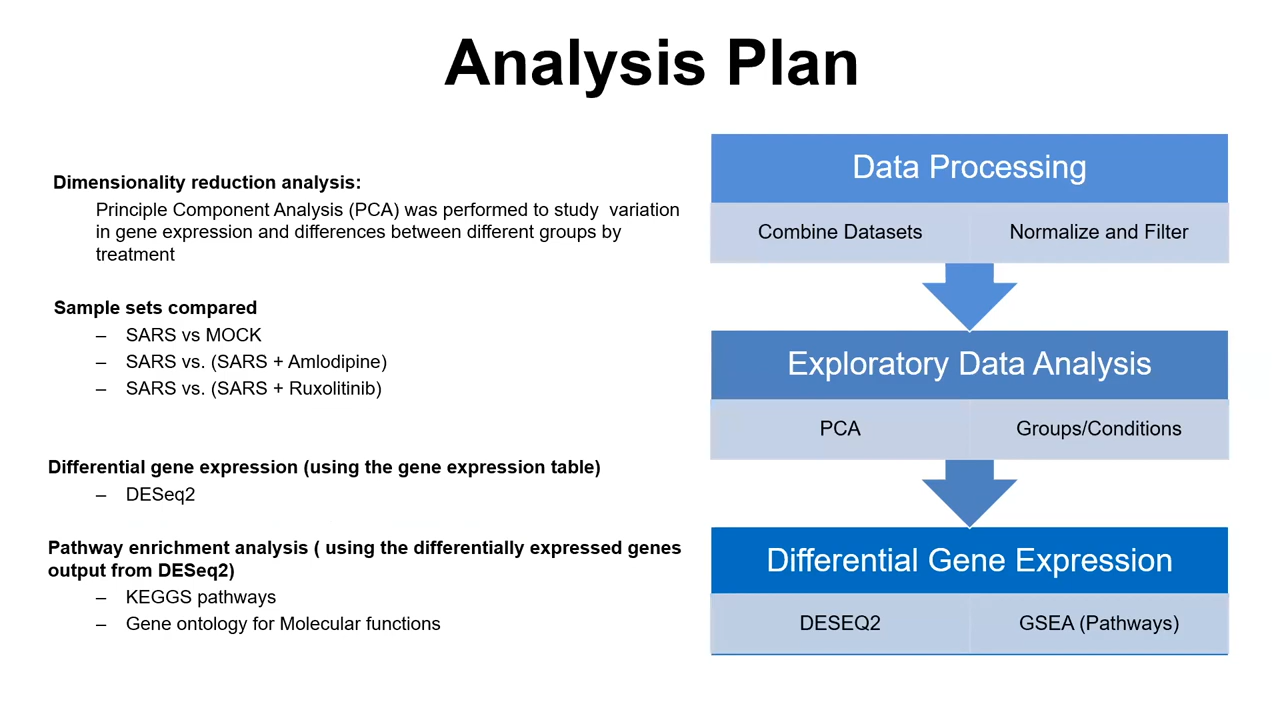 Analysis Plan
Dimensionality reduction analysis:
Principle Component Analysis (PCA) was performed to study  variation
in gene expression and differences between different groups by
treatment
Sample sets compared
– SARS vs MOCK
– SARS vs. (SARS + Amlodipine)
– SARS vs. (SARS + Ruxolitinib)
Differential gene expression (using the gene expression table)
– DESeq2
Pathway enrichment analysis ( using the differentially expressed genes
output from DESeq2)
– KEGGS pathways
– Gene ontology for Molecular functions
Data Processing
Combine Datasets
Normalize and Filter
Exploratory Data Analysis
PCA
Groups/Conditions
Differential Gene Expression
DESEQ2
GSEA (Pathways)